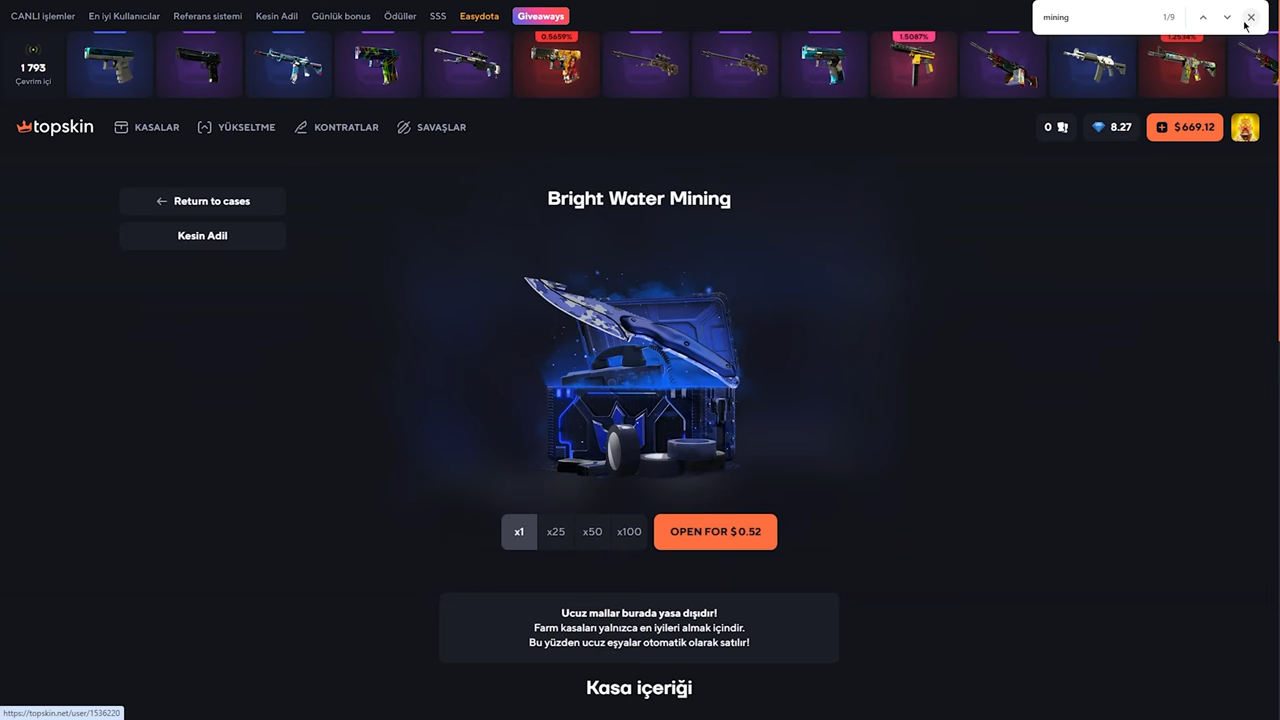 CANLI işlemler En iyi Kullanıcılar Referans sistemi Kesin Adil Günlük bonus Ödüller SSS Easydota Giveaways
mining 1/9
0.5659% 1.5087% 1.2534%
1 793
Çevrim içi
topskin KASALAR YÜKSELTME KONTRATLAR SAVAŞLAR 0 8.27 $ 669.12
Return to cases
Kesin Adil
Bright Water Mining
x1 x25 x50 x100 OPEN FOR $ 0.52
Ucuz mallar burada yasa dışıdır!
Farm kasaları yalnızca en iyileri almak içindir.
Bu yüzden ucuz eşyalar otomatik olarak satılır!
Kasa içeriği
https://topskin.net/user/1536220